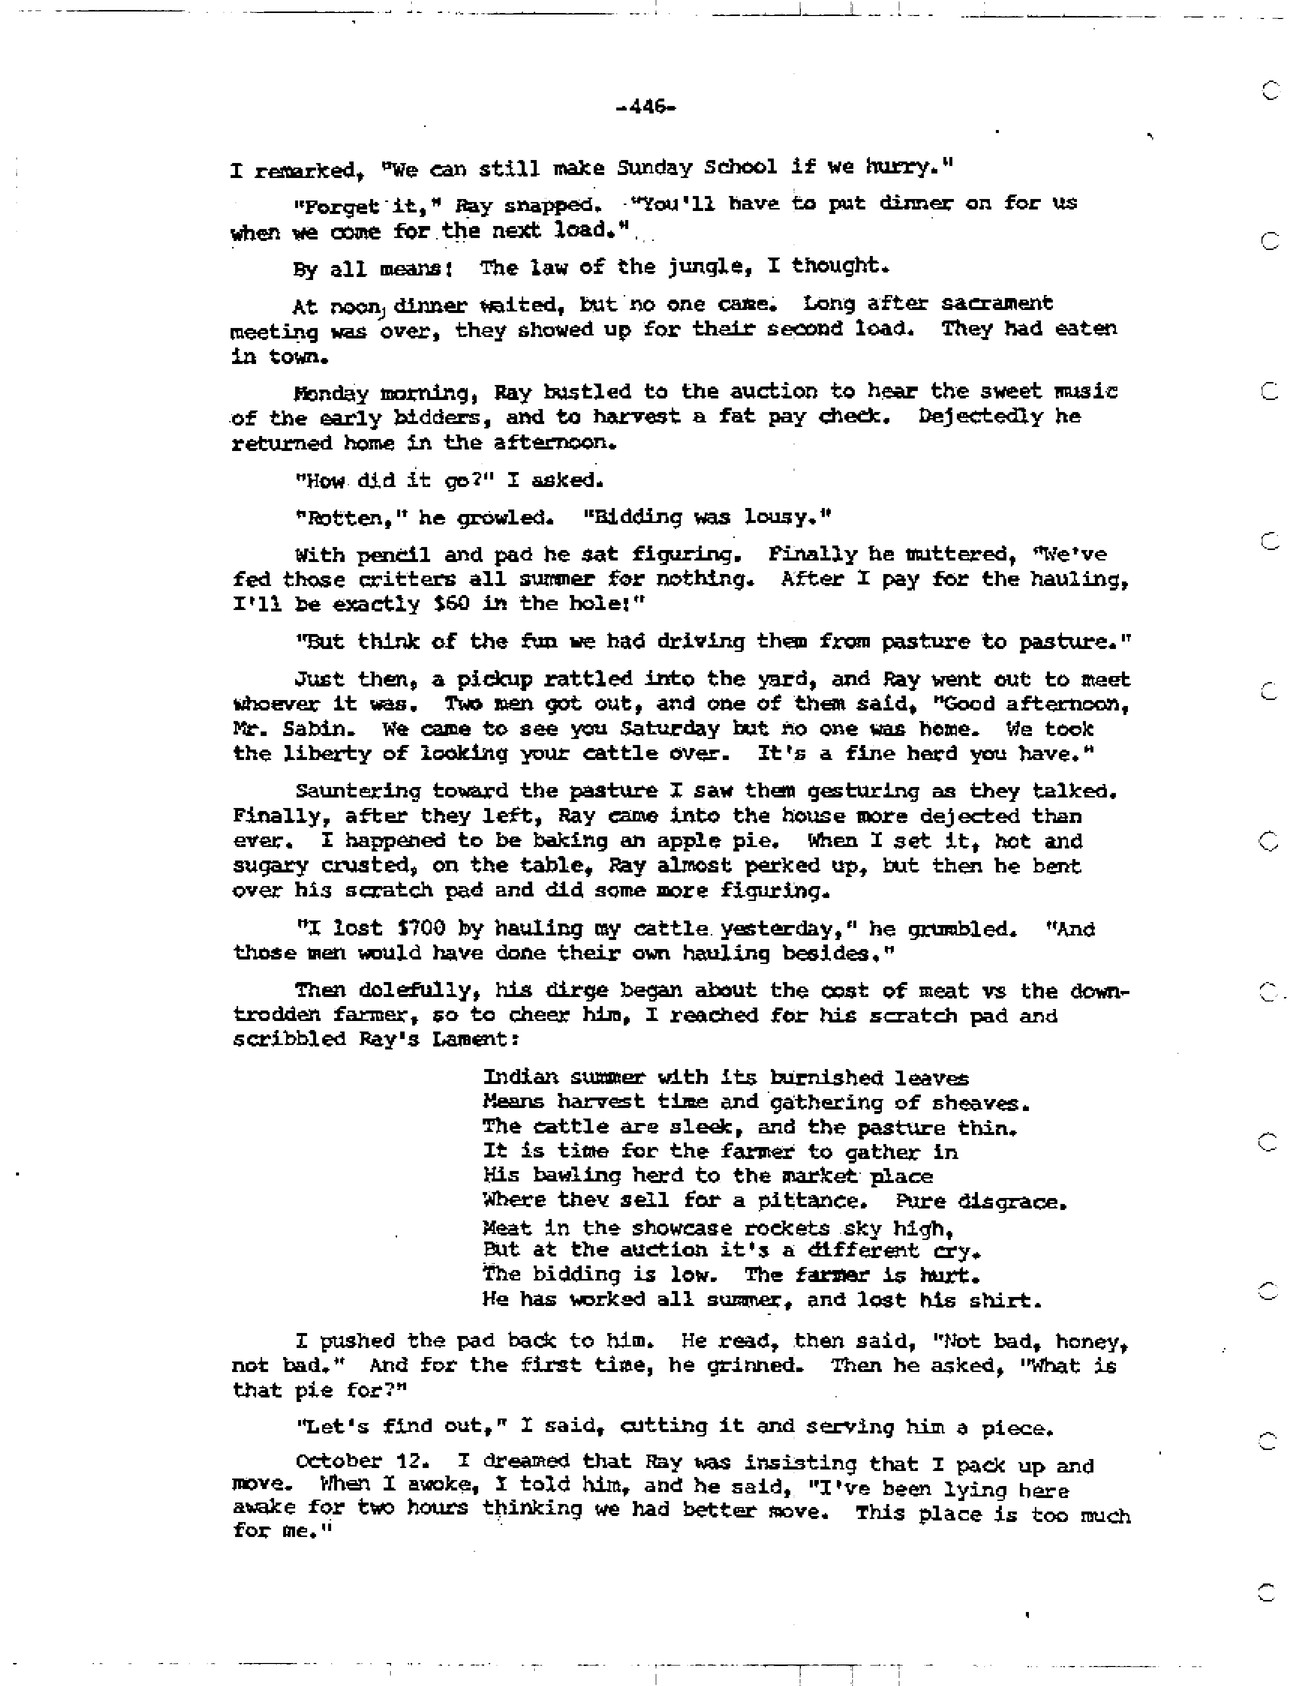 -446-
I remarked, "We can still make Sunday School if we hurry."
"Forget it," Ray snapped. "You'll have to put dinner on for us
when we come for the next load."
By all means! The law of the jungle, I thought.
At noon, dinner waited, but no one came. Long after sacrament
meeting was over, they showed up for their second load. They had eaten
in town.
Monday morning, Ray bustled to the auction to hear the sweet music
of the early bidders, and to harvest a fat pay check. Dejectedly he
returned home in the afternoon.
"How did it go?" I asked.
"Rotten," he growled. "Bidding was lousy."
With pencil and pad he sat figuring. Finally he muttered, "We've
fed those critters all summer for nothing. After I pay for the hauling,
I'll be exactly $60 in the hole!"
"But think of the fun we had driving them from pasture to pasture."
Just then, a pickup rattled into the yard, and Ray went out to meet
whoever it was. Two men got out, and one of them said, "Good afternoon,
Mr. Sabin. We came to see you Saturday but no one was home. We took
the liberty of looking your cattle over. It's a fine herd you have."
Sauntering toward the pasture I saw them gesturing as they talked.
Finally, after they left, Ray came into the house more dejected than
ever. I happened to be baking an apple pie. When I set it, hot and
sugary crusted, on the table, Ray almost perked up, but then he bent
over his scratch pad and did some more figuring.
"I lost $700 by hauling my cattle yesterday," he grumbled. "And
those men would have done their own hauling besides."
Then dolefully, his dirge began about the cost of meat vs the down-
trodden farmer, so to cheer him, I reached for his scratch pad and
scribbled Ray's Lament:
Indian summer with its burnished leaves
Means harvest time and gathering of sheaves.
The cattle are sleek, and the pasture thin.
It is time for the farmer to gather in
His bawling herd to the market place
Where they sell for a pittance. Pure disgrace.
Meat in the showcase rockets sky high,
But at the auction it's a different cry.
The bidding is low. The farmer is hurt.
He has worked all summer, and lost his shirt.
I pushed the pad back to him. He read, then said, "Not bad, honey,
not bad." And for the first time, he grinned. Then he asked, "What is
that pie for?"
"Let's find out," I said, cutting it and serving him a piece.
October 12. I dreamed that Ray was insisting that I pack up and
move. When I awoke, I told him, and he said, "I've been lying here
awake for two hours thinking we had better move. This place is too much
for me."